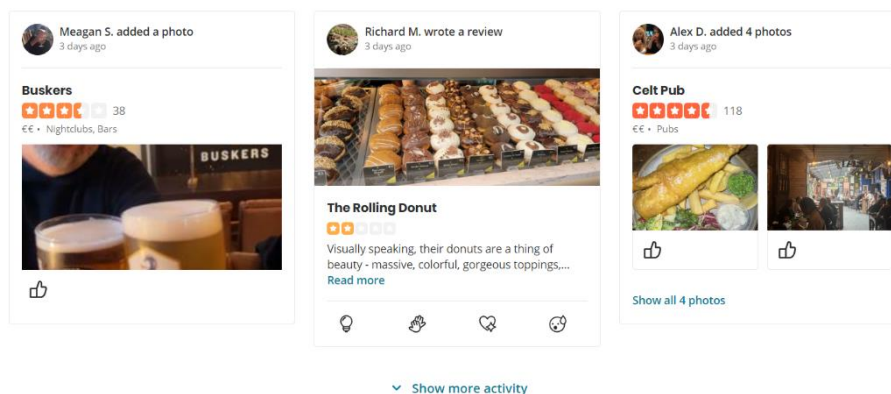 Meagan S. added a photo
3 days ago
Buskers
38
€€ • Nightclubs, Bars
BUSKERS
Richard M. wrote a review
3 days ago
The Rolling Donut
Visually speaking, their donuts are a thing of
beauty - massive, colorful, gorgeous toppings,...
Read more
Alex D. added 4 photos
3 days ago
Celt Pub
118
€€ • Pubs
Show all 4 photos
Show more activity